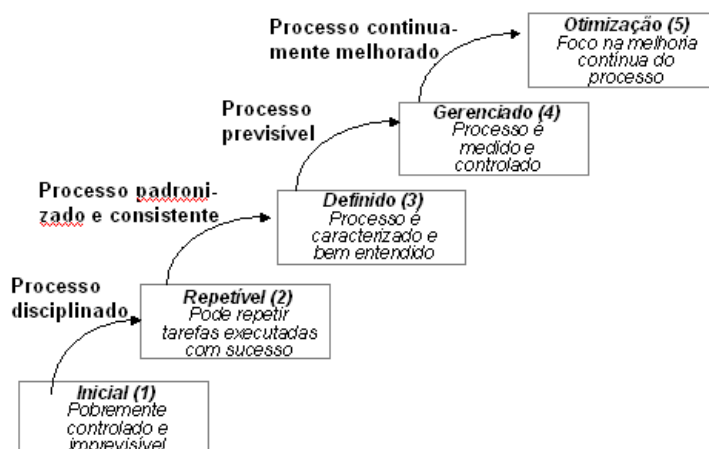 Processo continua-
mente melhorado
Otimização (5)
Foco na melhoria
contínua do
processo
Processo
previsível
Gerenciado (4)
Processo é
medido e
controlado
Processo padroni-
zado e consistente
Definido (3)
Processo é
caracterizado e
bem entendido
Processo
disciplinado
Repetível (2)
Pode repetir
tarefas executadas
com sucesso
Inicial (1)
Pobremente
controlado e
imprevisível